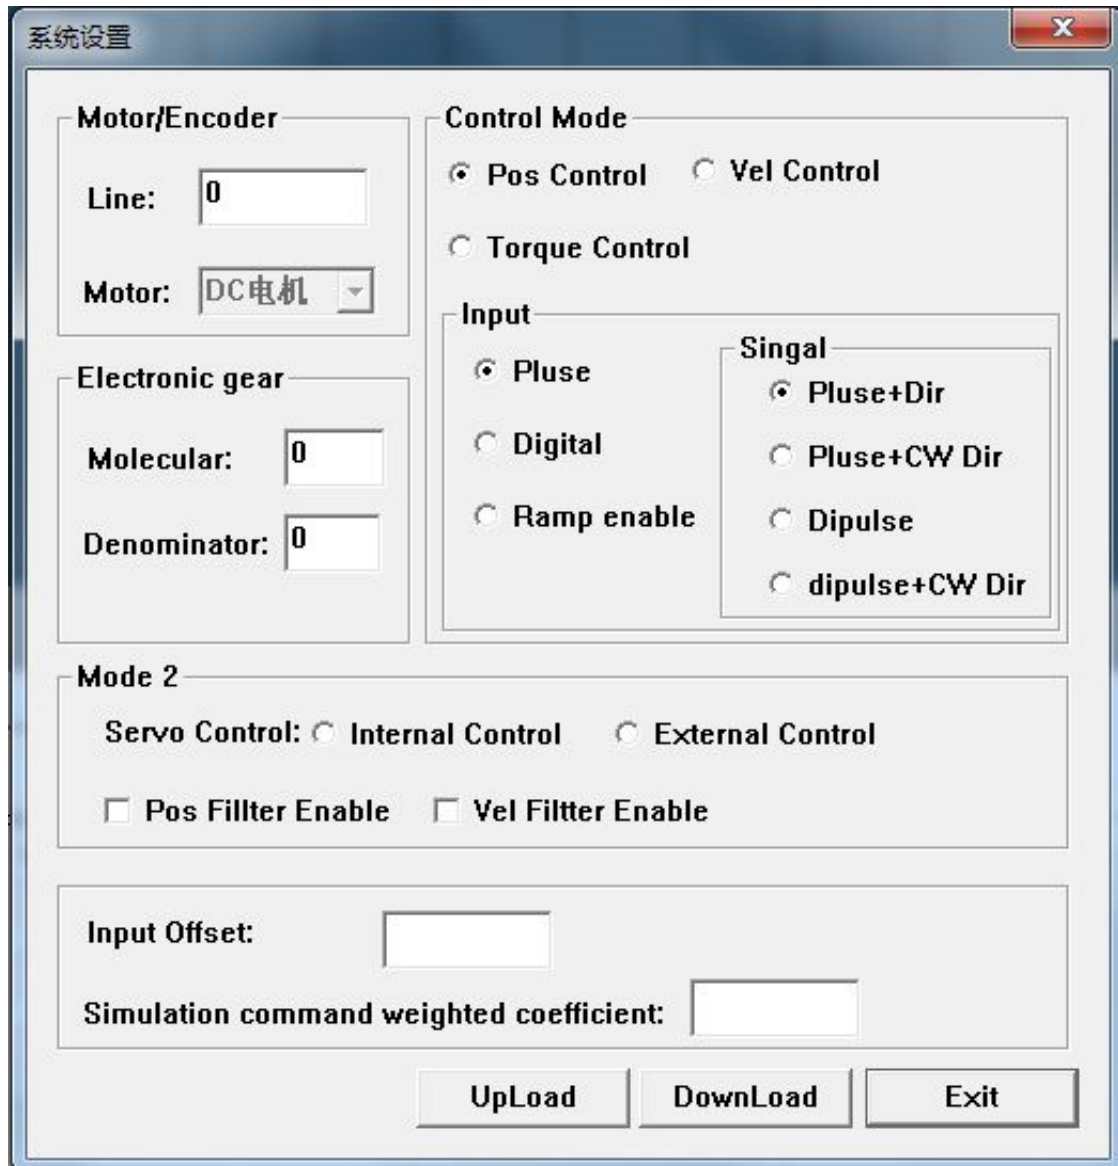 系统设置
X
Motor/Encoder
Line: 0
Motor: DC电机
Electronic gear
Molecular: 0
Denominator: 0
Control Mode
Pos Control Vel Control
Torque Control
Input
Pluse
Digital
Ramp enable
Singal
Pluse+Dir
Pluse+CW Dir
Dipulse
dipulse+CW Dir
Mode 2
Servo Control: Internal Control External Control
Pos Fillter Enable Vel Filtter Enable
Input Offset:
Simulation command weighted coefficient:
UpLoad DownLoad Exit